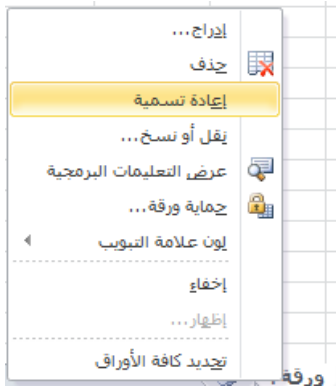 إدراج...
حذف
إعادة تسمية
نقل أو نسخ...
عرض التعليمات البرمجية
حماية ورقة...
لون علامة التبويب
إخفاء
إظهار...
تحديد كافة الأوراق
ورقة